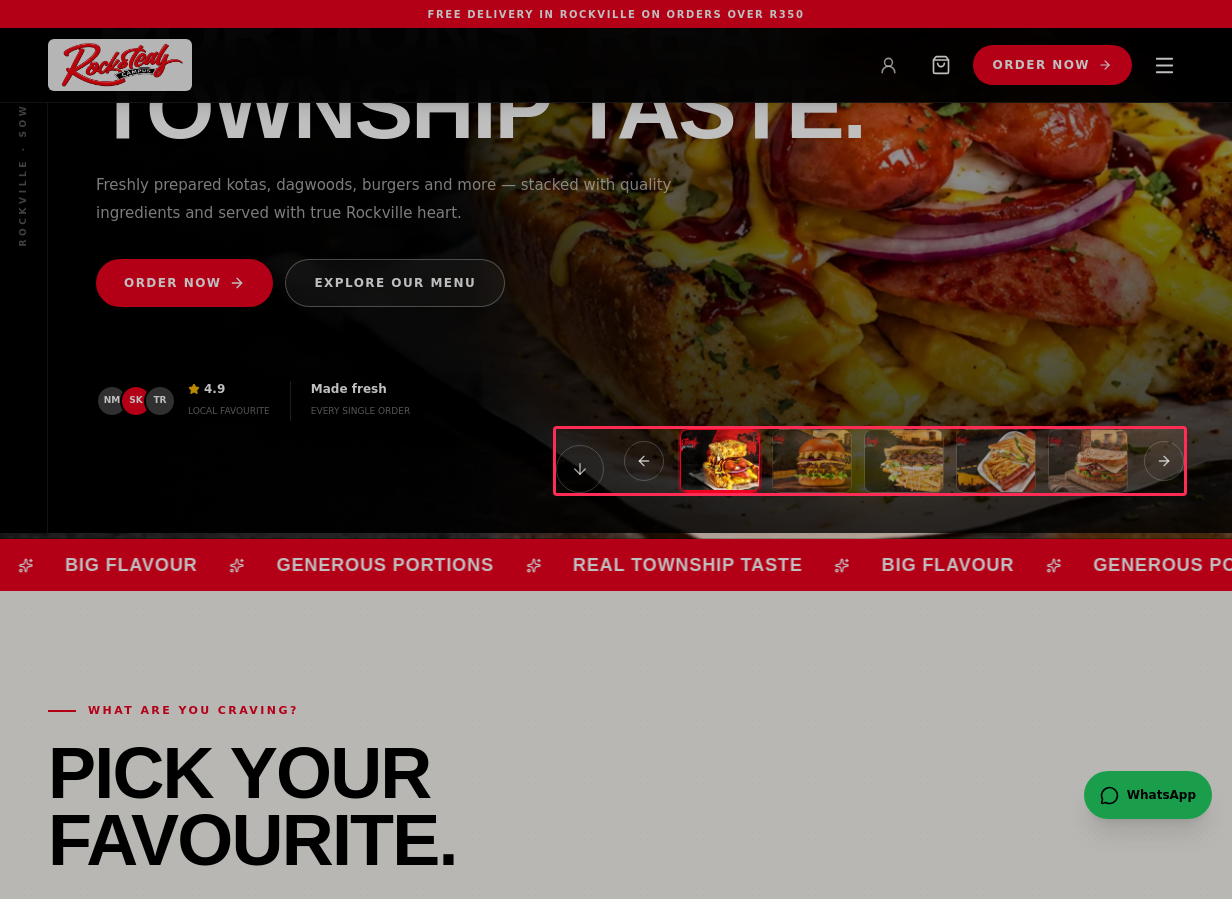 FREE DELIVERY IN ROCKVILLE ON ORDERS OVER R350
Rocksteady
CAMPUS
ORDER NOW
TOWNSHIP TASTE.
ROCKVILLE · SOW
Freshly prepared kotas, dagwoods, burgers and more — stacked with quality
ingredients and served with true Rockville heart.
ORDER NOW
EXPLORE OUR MENU
NM SK TR
4.9
LOCAL FAVOURITE
Made fresh
EVERY SINGLE ORDER
BIG FLAVOUR GENEROUS PORTIONS REAL TOWNSHIP TASTE BIG FLAVOUR GENEROUS PO
WHAT ARE YOU CRAVING?
PICK YOUR
FAVOURITE.
WhatsApp